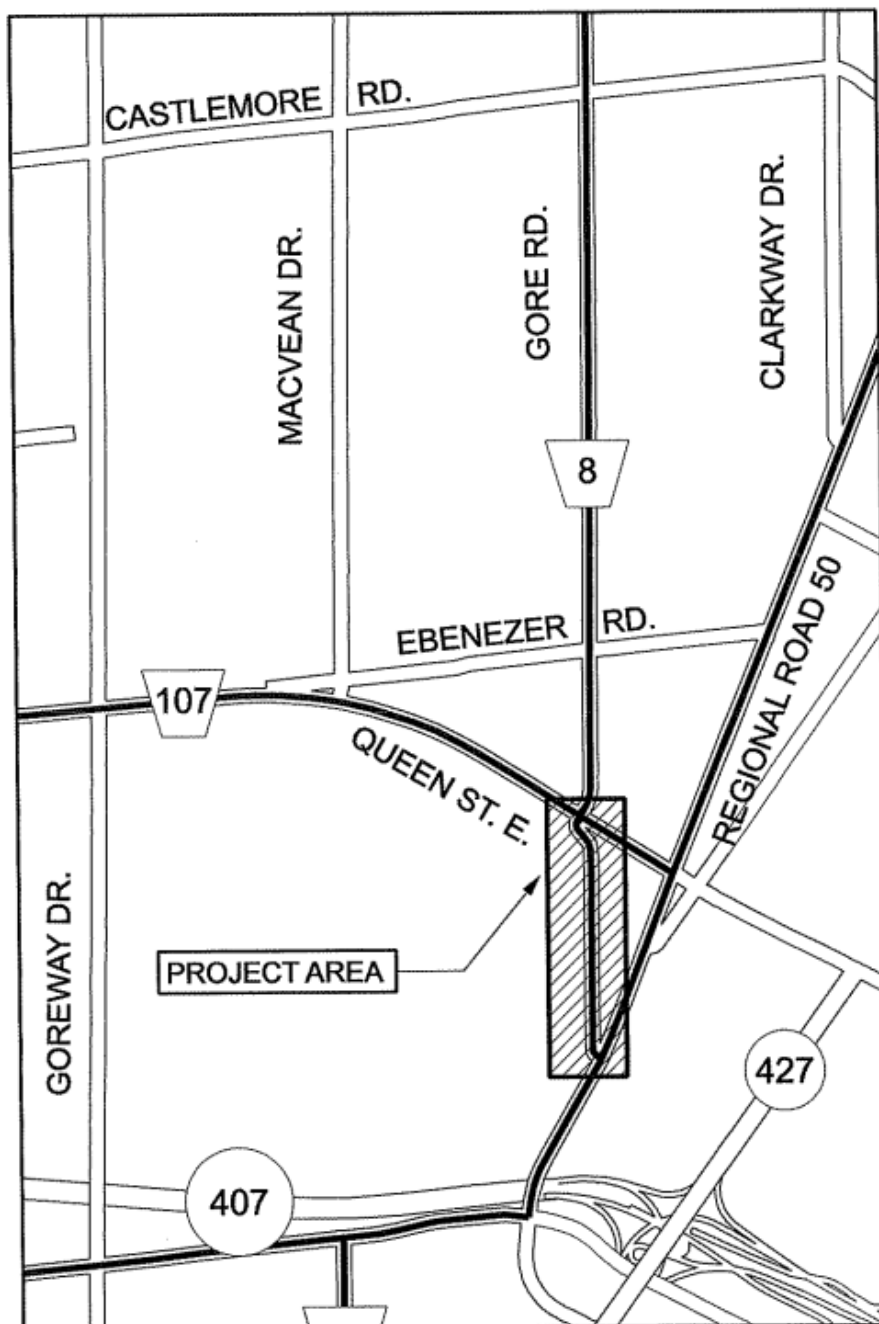 CASTLEMORE RD.
MACVEAN DR.
GORE RD.
CLARKWAY DR.
8
EBENEZER RD.
REGIONAL ROAD 50
107
QUEEN ST. E.
GOREWAY DR.
PROJECT AREA
427
407